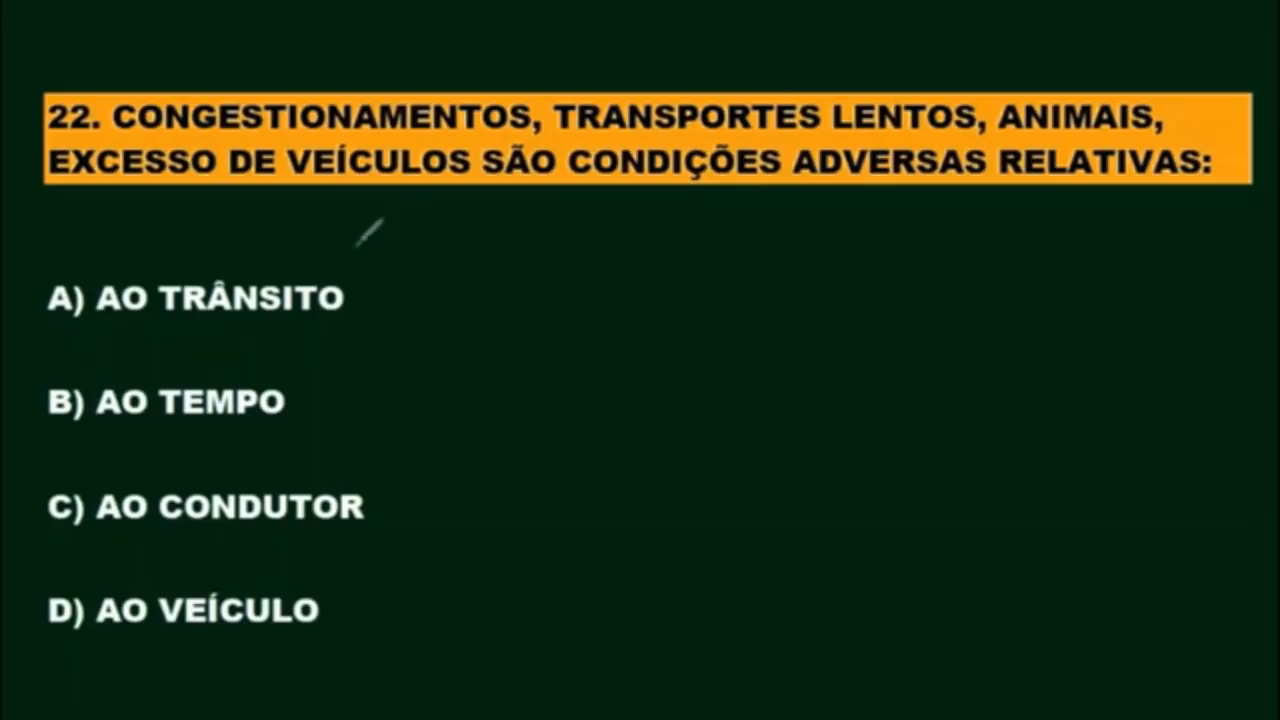 22. CONGESTIONAMENTOS, TRANSPORTES LENTOS, ANIMAIS,
EXCESSO DE VEÍCULOS SÃO CONDIÇÕES ADVERSAS RELATIVAS:
A) AO TRÂNSITO
B) AO TEMPO
C) AO CONDUTOR
D) AO VEÍCULO